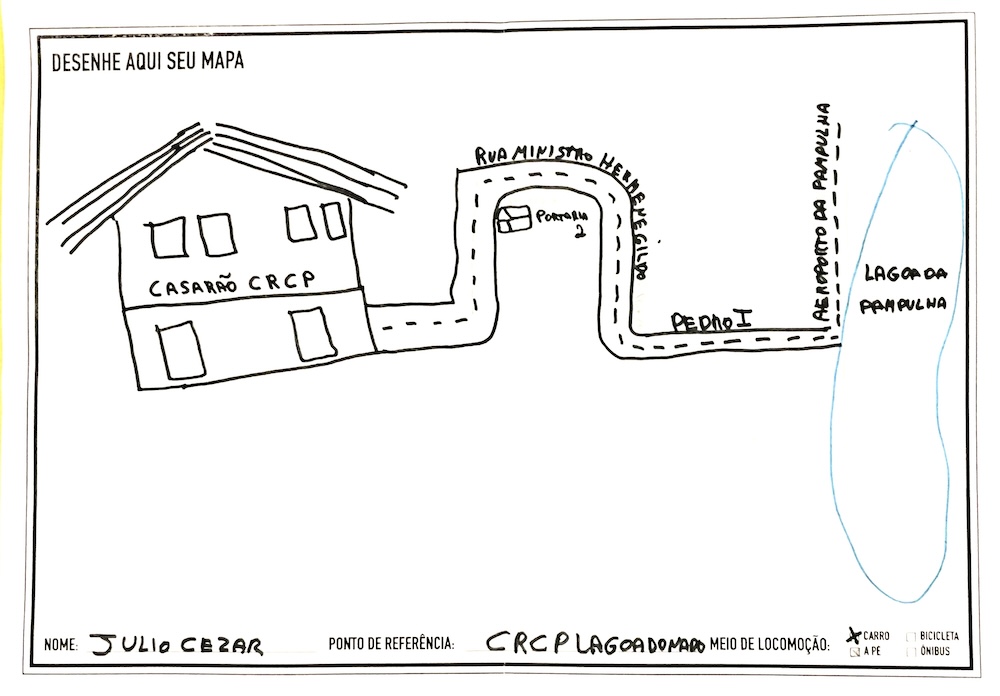 DESENHE AQUI SEU MAPA
RUA MINISTRO HERMENEGILDO
PORTARIA
2
AEROPORTO DA PAMPULHA
CASARÃO CRCP
LAGOA DA
PAMPULHA
PEDRO I
NOME: JULIO CEZAR
PONTO DE REFERÊNCIA: CRCP LAGOA DO NADO
MEIO DE LOCOMOÇÃO:
CARRO
BICICLETA
A PÉ
ÔNIBUS